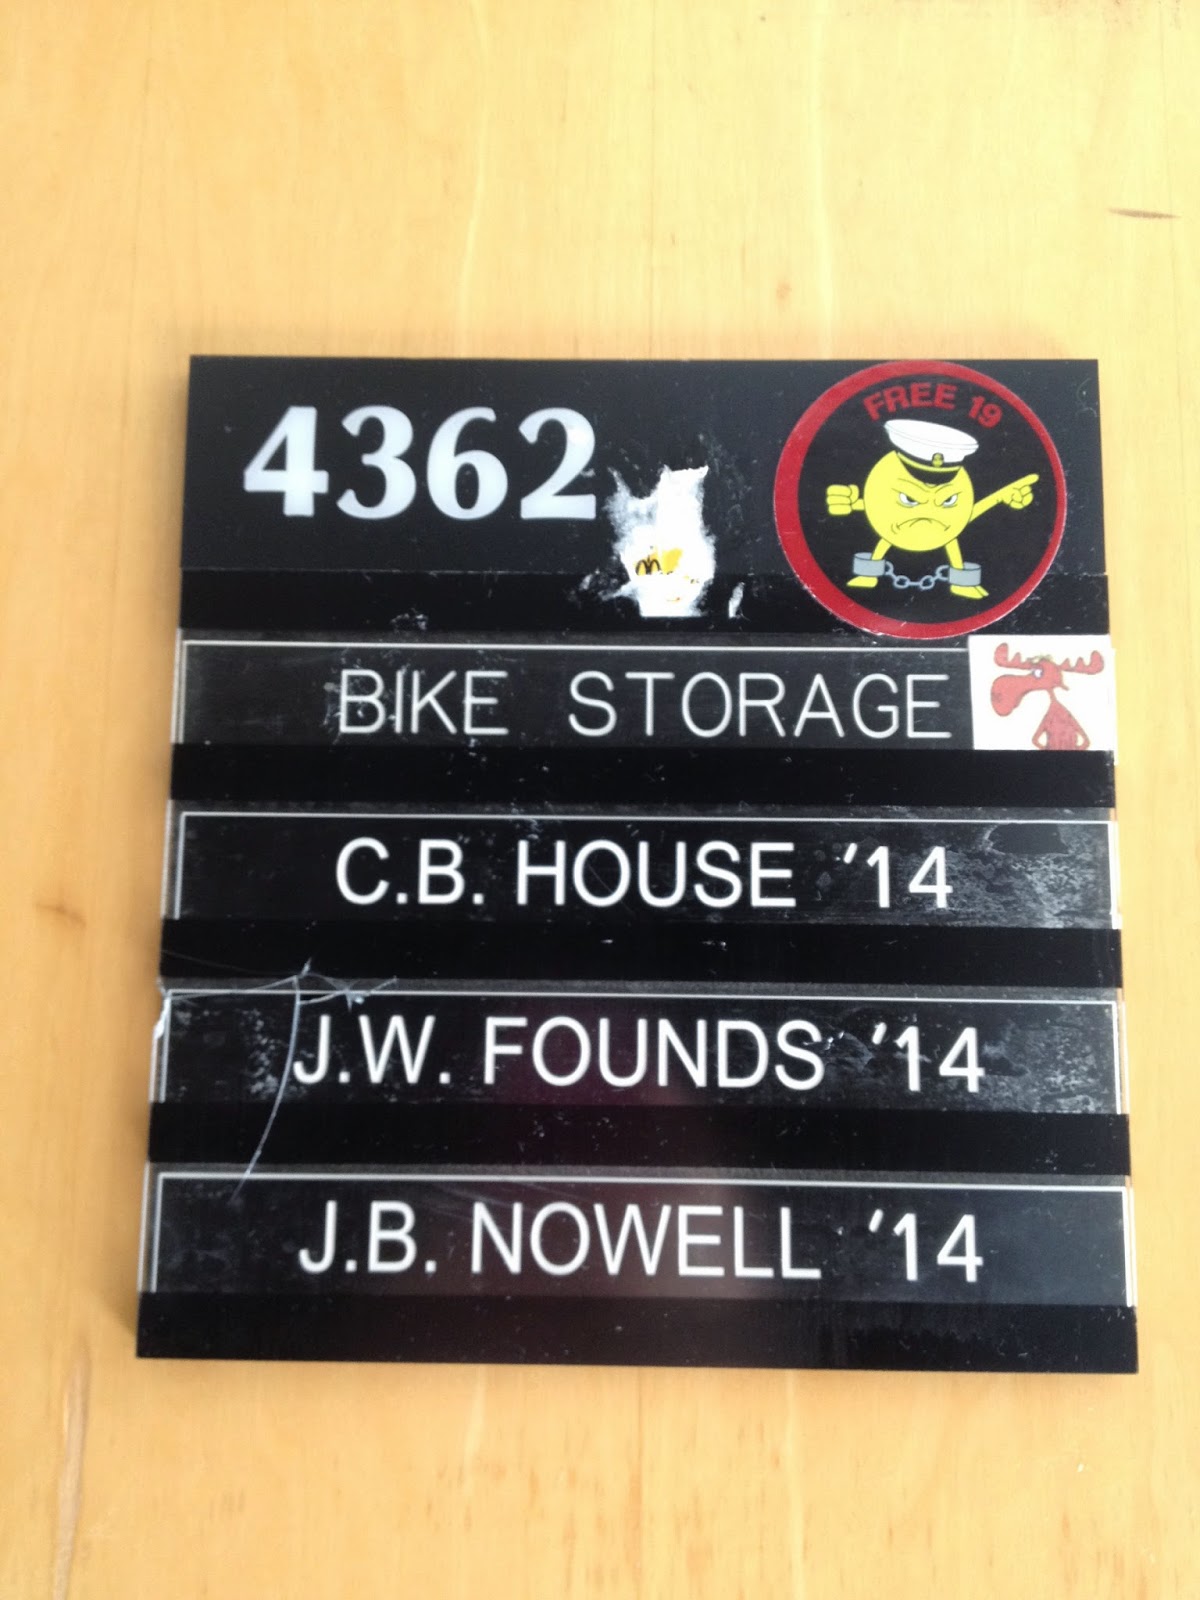 4362
FREE 19
BIKE STORAGE
C.B. HOUSE '14
J.W. FOUNDS '14
J.B. NOWELL '14